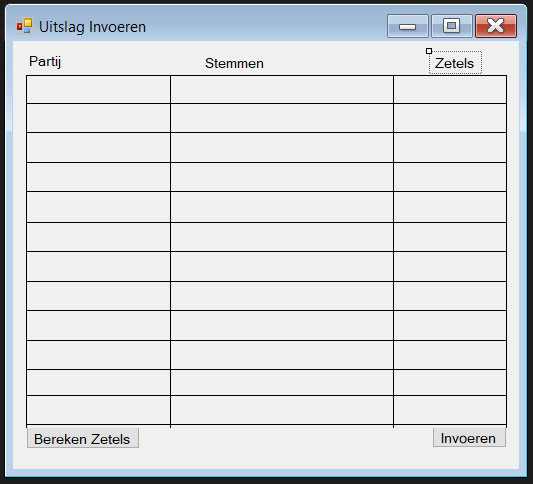 Uitslag Invoeren
Partij Stemmen Zetels
Bereken Zetels Invoeren